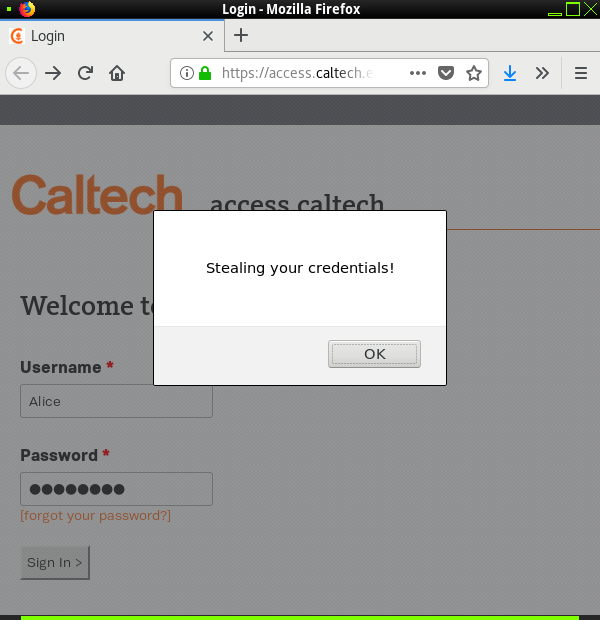 Login - Mozilla Firefox
Login
https://access.caltech.e
Caltech
access.caltech
Stealing your credentials!
OK
Welcome to
Username *
Alice
Password *
[forgot your password?]
Sign In >